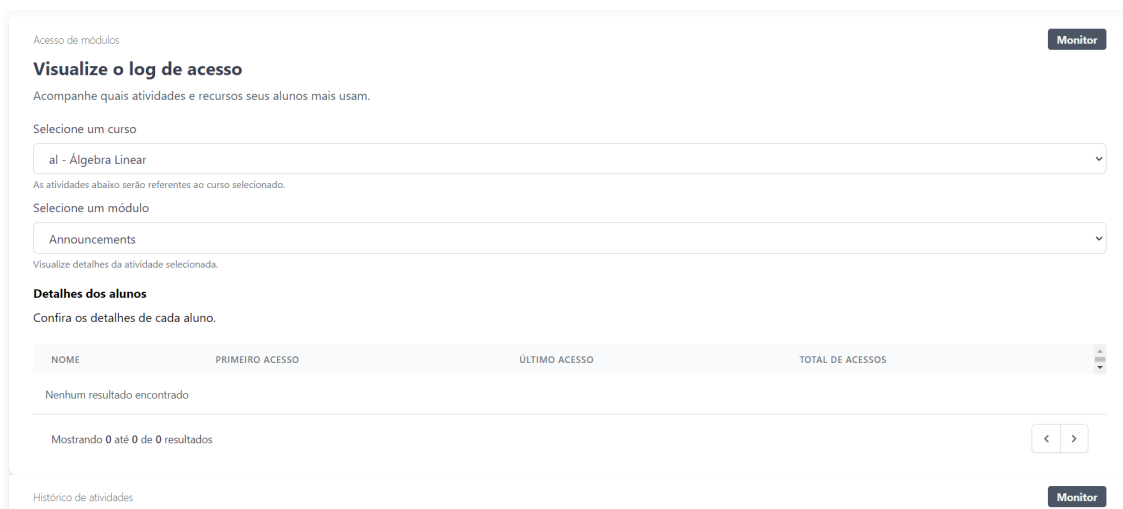 Acesso de módulos
Monitor
Visualize o log de acesso
Acompanhe quais atividades e recursos seus alunos mais usam.
Selecione um curso
al - Álgebra Linear
As atividades abaixo serão referentes ao curso selecionado.
Selecione um módulo
Announcements
Visualize detalhes da atividade selecionada.
Detalhes dos alunos
Confira os detalhes de cada aluno.
NOME PRIMEIRO ACESSO ÚLTIMO ACESSO TOTAL DE ACESSOS
Nenhum resultado encontrado
Mostrando 0 até 0 de 0 resultados
Histórico de atividades
Monitor